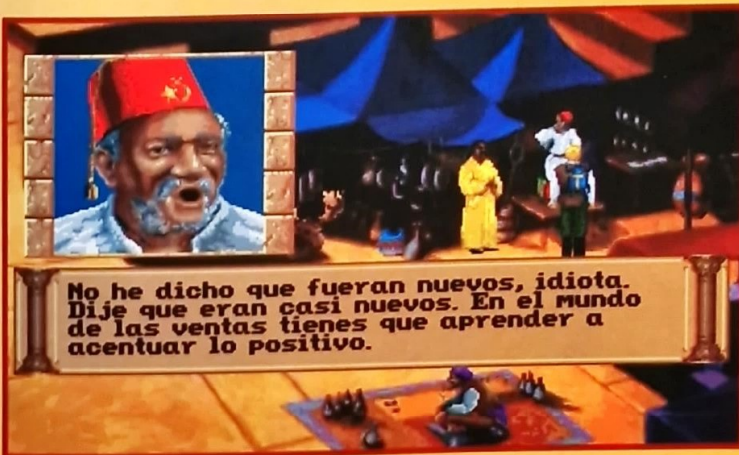 No he dicho que fueran nuevos, idiota.
Dije que eran casi nuevos. En el mundo
de las ventas tienes que aprender a
acentuar lo positivo.